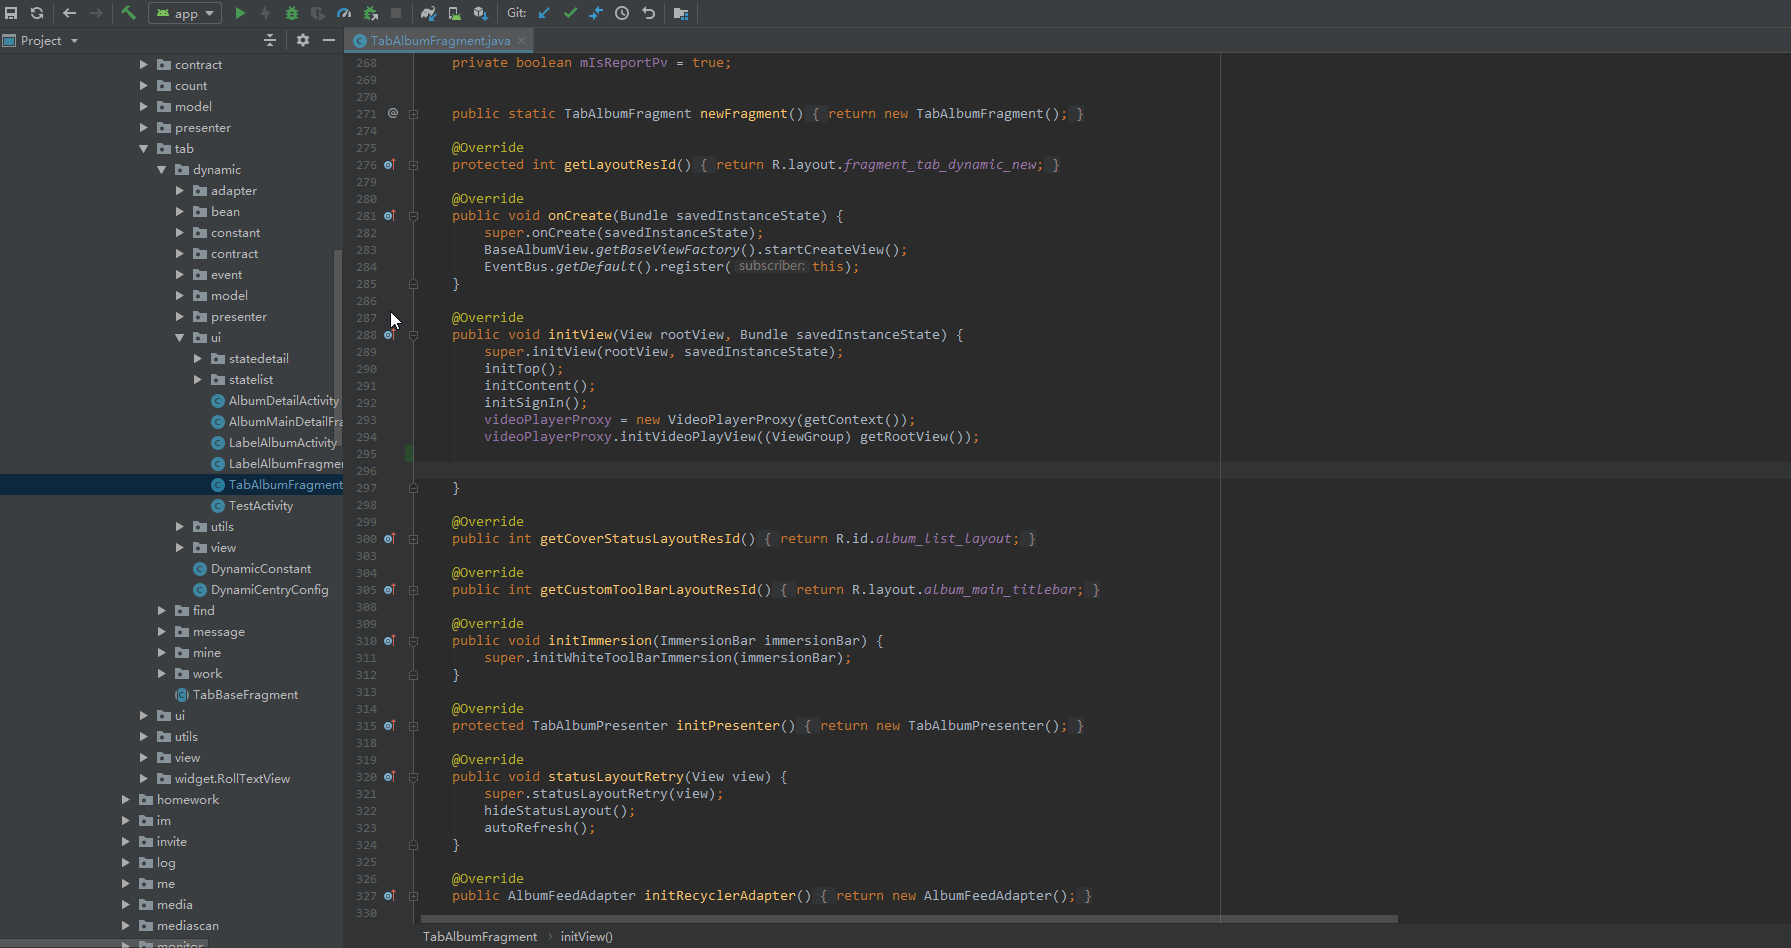 app
Git:
Project
TabAlbumFragment.java
contract
count
model
presenter
tab
dynamic
adapter
bean
constant
contract
event
model
presenter
ui
statedetail
statelist
AlbumDetailActivity
AlbumMainDetailFra
LabelAlbumActivity
LabelAlbumFragmen
TabAlbumFragment
TestActivity
utils
view
DynamicConstant
DynamiCentryConfig
find
message
mine
work
TabBaseFragment
ui
utils
view
widget.RollTextView
homework
im
invite
log
me
media
mediascan
monitor
268 private boolean mIsReportPv = true;
269
270
271 @ public static TabAlbumFragment newFragment() { return new TabAlbumFragment(); }
274
275 @Override
276 protected int getLayoutResId() { return R.layout.fragment_tab_dynamic_new; }
279
280 @Override
281 public void onCreate(Bundle savedInstanceState) {
282 super.onCreate(savedInstanceState);
283 BaseAlbumView.getBaseViewFactory().startCreateView();
284 EventBus.getDefault().register( subscriber: this);
285 }
286
287 @Override
288 public void initView(View rootView, Bundle savedInstanceState) {
289 super.initView(rootView, savedInstanceState);
290 initTop();
291 initContent();
292 initSignIn();
293 videoPlayerProxy = new VideoPlayerProxy(getContext());
294 videoPlayerProxy.initVideoPlayView((ViewGroup) getRootView());
295
296
297 }
298
299 @Override
300 public int getCoverStatusLayoutResId() { return R.id.album_list_layout; }
303
304 @Override
305 public int getCustomToolBarLayoutResId() { return R.layout.album_main_titlebar; }
308
309 @Override
310 public void initImmersion(ImmersionBar immersionBar) {
311 super.initWhiteToolBarImmersion(immersionBar);
312 }
313
314 @Override
315 protected TabAlbumPresenter initPresenter() { return new TabAlbumPresenter(); }
318
319 @Override
320 public void statusLayoutRetry(View view) {
321 super.statusLayoutRetry(view);
322 hideStatusLayout();
323 autoRefresh();
324 }
325
326 @Override
327 public AlbumFeedAdapter initRecyclerAdapter() { return new AlbumFeedAdapter(); }
330
TabAlbumFragment › initView()